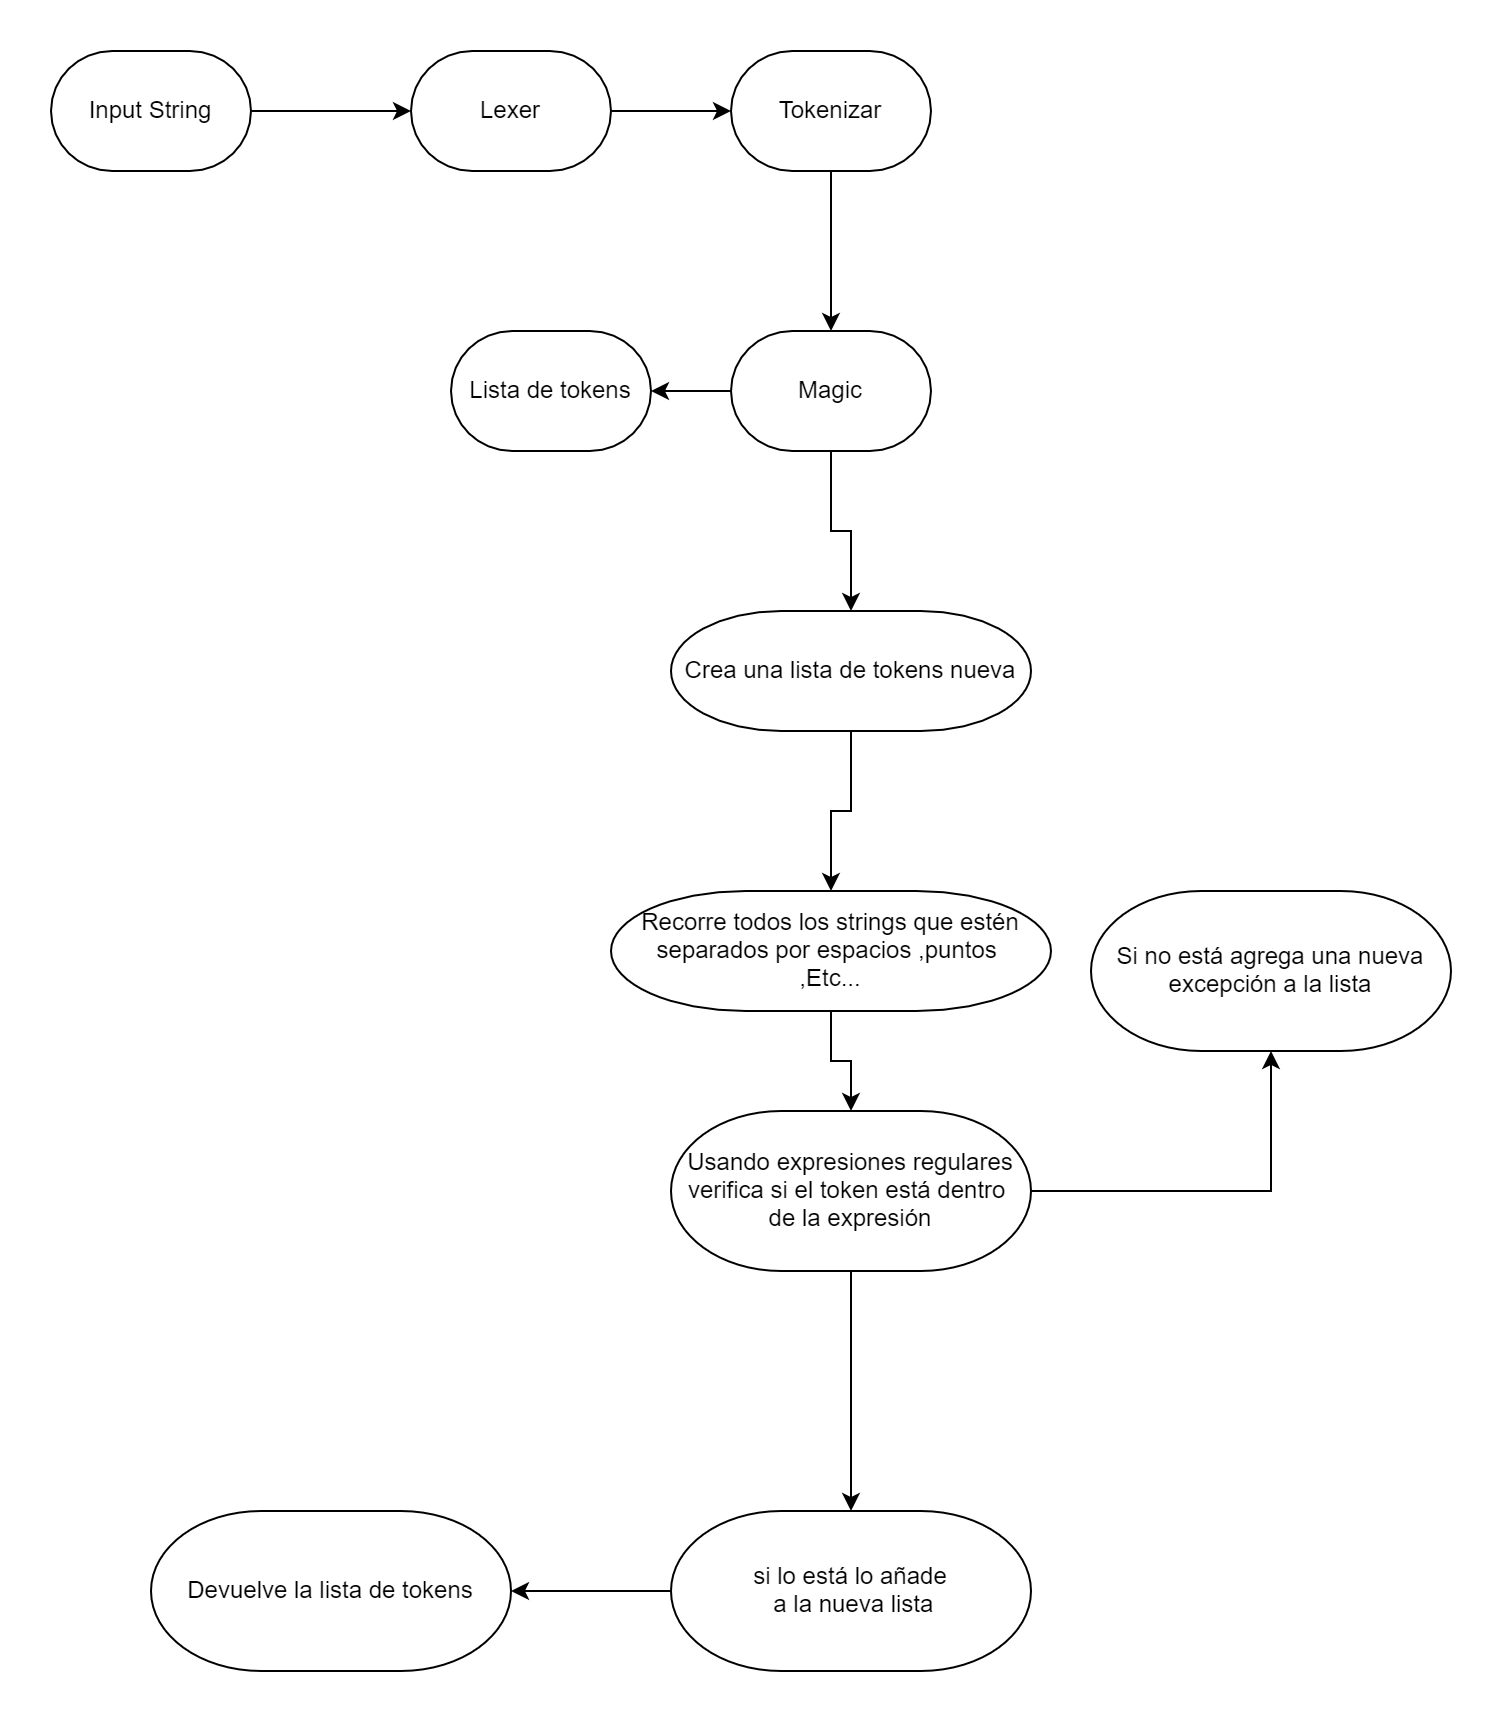 Input String
Lexer
Tokenizar
Lista de tokens
Magic
Crea una lista de tokens nueva
Recorre todos los strings que estén
separados por espacios ,puntos
,Etc...
Si no está agrega una nueva
excepción a la lista
Usando expresiones regulares
verifica si el token está dentro
de la expresión
Devuelve la lista de tokens
si lo está lo añade
a la nueva lista